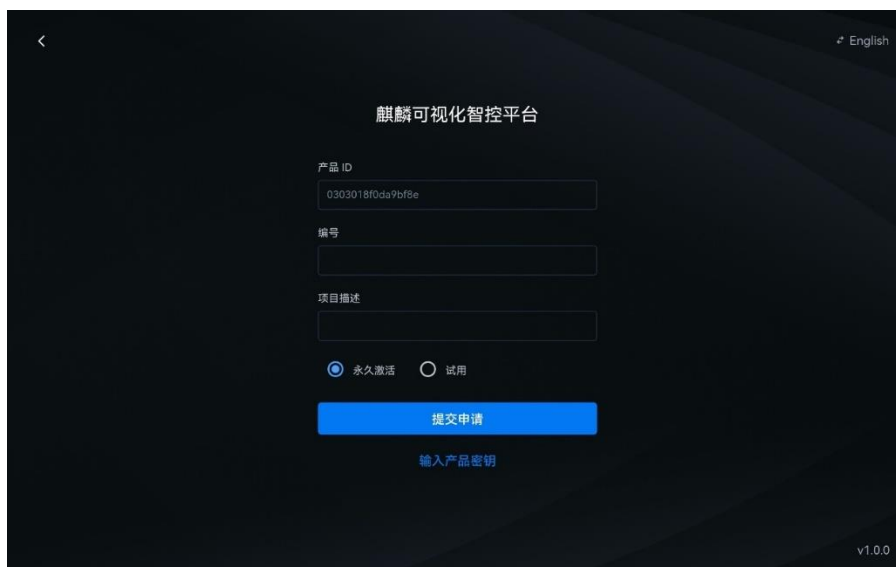 English
麒麟可视化智控平台
产品 ID
0303018f0da9bf8e
编号
项目描述
永久激活 试用
提交申请
输入产品密钥
v1.0.0